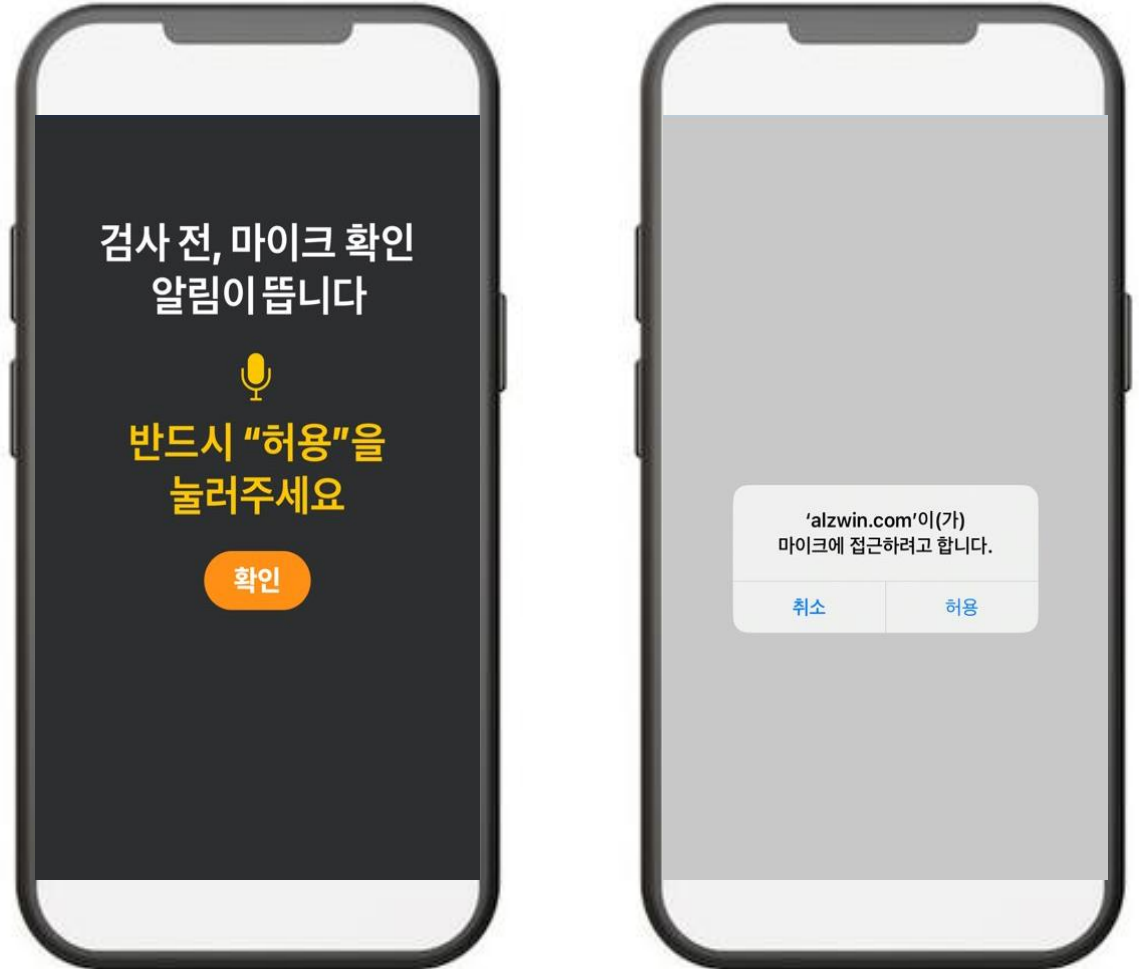 검사 전, 마이크 확인
알림이 뜹니다
반드시 “허용”을
눌러주세요
확인
‘alzwin.com’이(가)
마이크에 접근하려고 합니다.
취소
허용